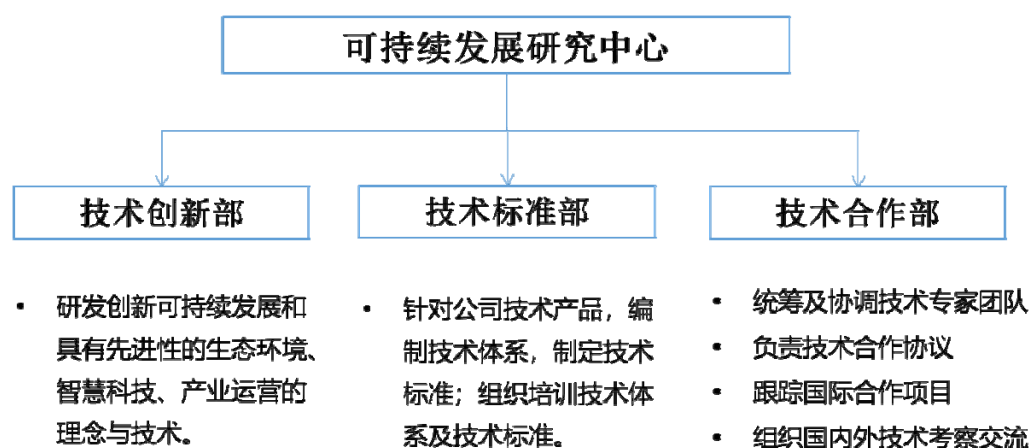 可持续发展研究中心
技术创新部
技术标准部
技术合作部
• 研发创新可持续发展和
具有先进性的生态环境、
智慧科技、产业运营的
理念与技术。
• 针对公司技术产品，编
制技术体系，制定技术
标准；组织培训技术体
系及技术标准。
• 统筹及协调技术专家团队
• 负责技术合作协议
• 跟踪国际合作项目
• 组织国内外技术考察交流